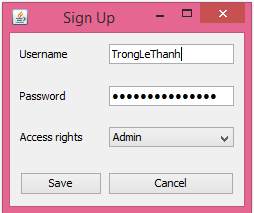 Sign Up
Username TrongLeThanh
Password ●●●●●●●●●●●●●●●
Access rights Admin
Save Cancel